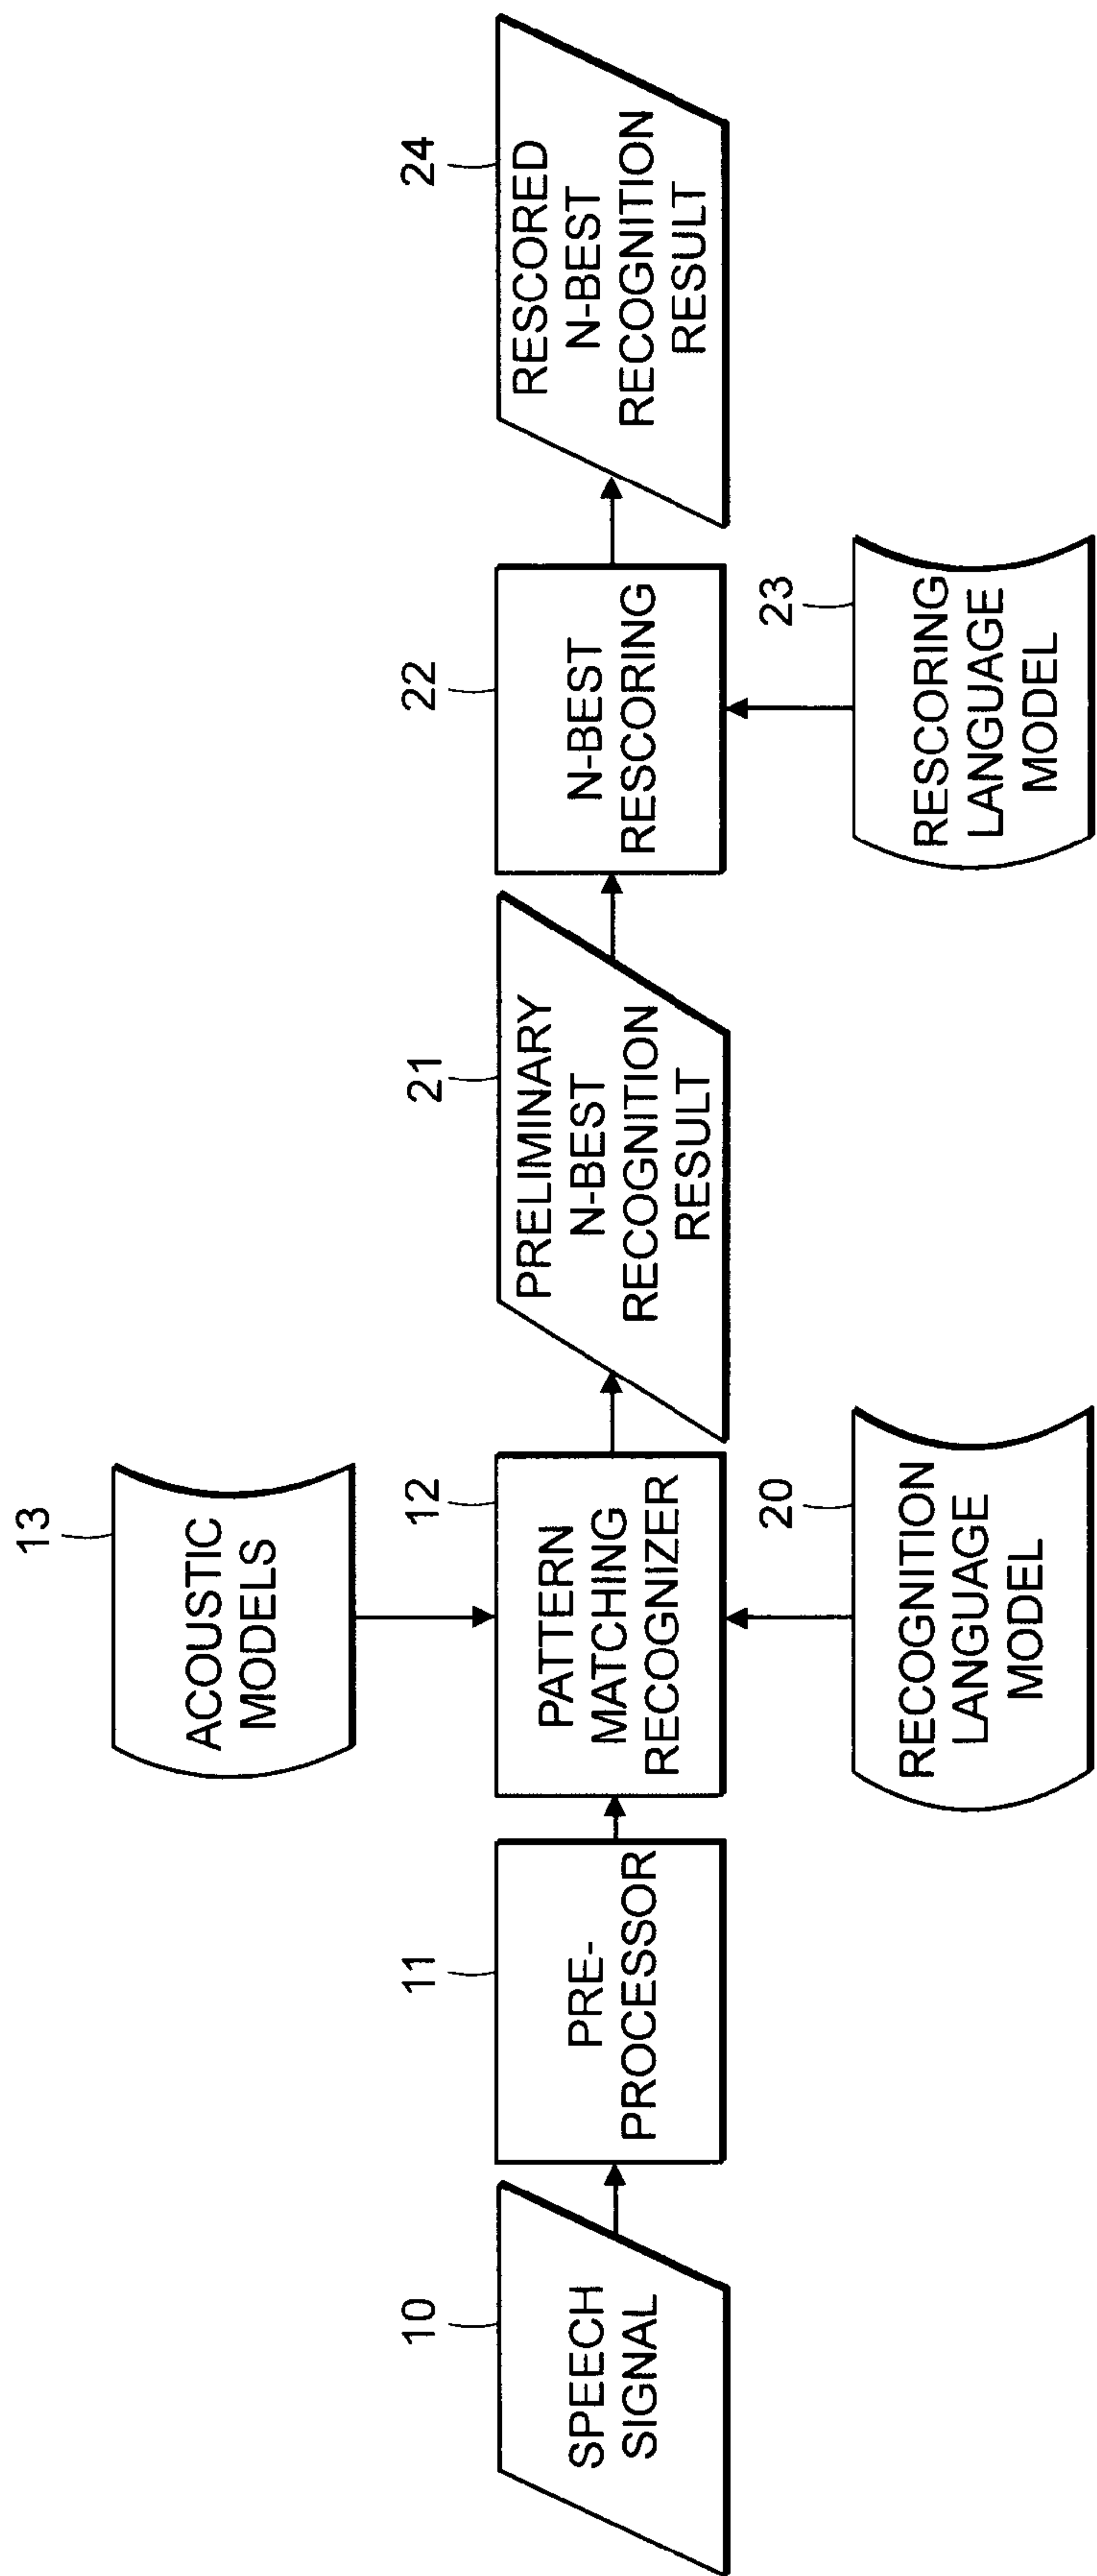 13
ACOUSTIC
MODELS
10
SPEECH
SIGNAL
11
PRE-
PROCESSOR
12
PATTERN
MATCHING
RECOGNIZER
21
PRELIMINARY
N-BEST
RECOGNITION
RESULT
22
N-BEST
RESCORING
24
RESCORED
N-BEST
RECOGNITION
RESULT
20
RECOGNITION
LANGUAGE
MODEL
23
RESCORING
LANGUAGE
MODEL